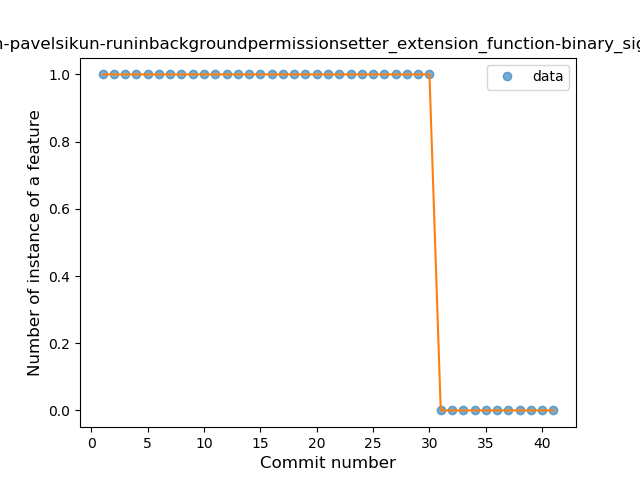 n-pavelsikun-runinbackgroundpermissionsetter_extension_function-binary_sig
data
Number of instance of a feature
1.0
0.8
0.6
0.4
0.2
0.0
0 5 10 15 20 25 30 35 40
Commit number